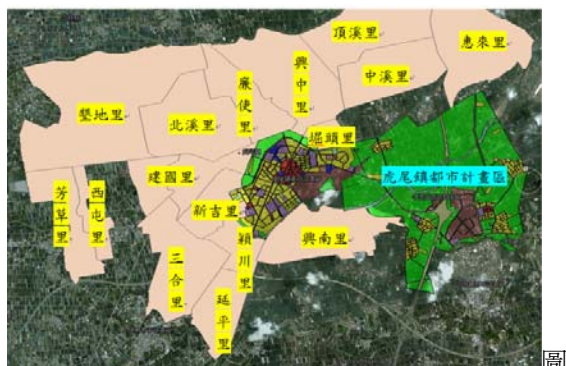 頂溪里
惠來里
興中里
中溪里
廉使里
墾地里
北溪里
堀頭里
建國里
虎尾鎮都市計畫區
芳草里
西屯里
新吉里
穎川里
興南里
三合里
延平里
圖